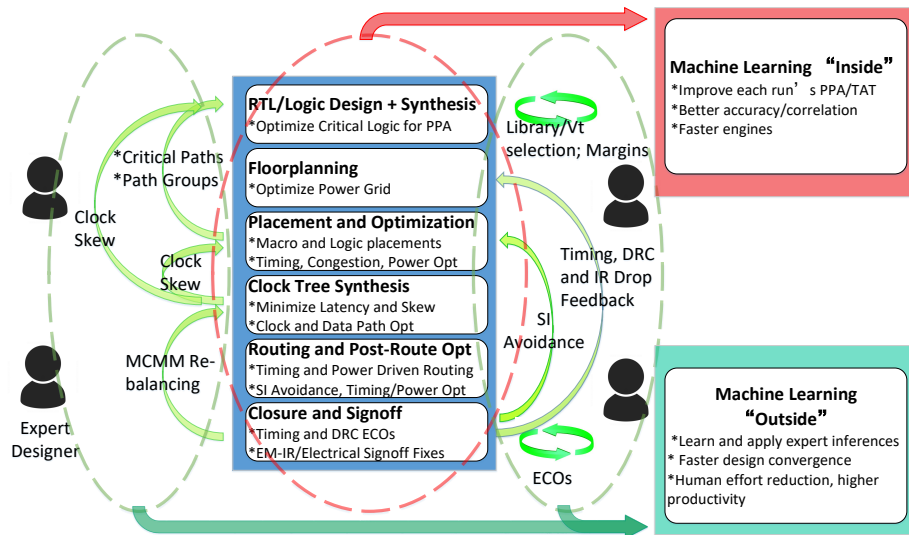 RTL/Logic Design + Synthesis
*Optimize Critical Logic for PPA
Floorplanning
*Optimize Power Grid
Placement and Optimization
*Macro and Logic placements
*Timing, Congestion, Power Opt
Clock Tree Synthesis
*Minimize Latency and Skew
*Clock and Data Path Opt
Routing and Post-Route Opt
*Timing and Power Driven Routing
*SI Avoidance, Timing/Power Opt
Closure and Signoff
*Timing and DRC ECOs
*EM-IR/Electrical Signoff Fixes
*Critical Paths
*Path Groups
Clock
Skew
Clock
Skew
MCMM Re-
balancing
Expert
Designer
Library/Vt
selection; Margins
Timing, DRC
and IR Drop
Feedback
SI
Avoidance
ECOs
Machine Learning “Inside”
*Improve each run’s PPA/TAT
*Better accuracy/correlation
*Faster engines
Machine Learning
“Outside”
*Learn and apply expert inferences
* Faster design convergence
*Human effort reduction, higher
productivity